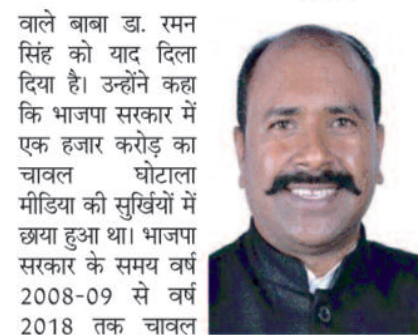 वाले बाबा डा. रमन
सिंह को याद दिला
दिया है। उन्होंने कहा
कि भाजपा सरकार में
एक हजार करोड़ का
चावल घोटाला
मीडिया की सुर्खियों में
छाया हुआ था। भाजपा
सरकार के समय वर्ष
2008-09 से वर्ष
2018 तक चावल